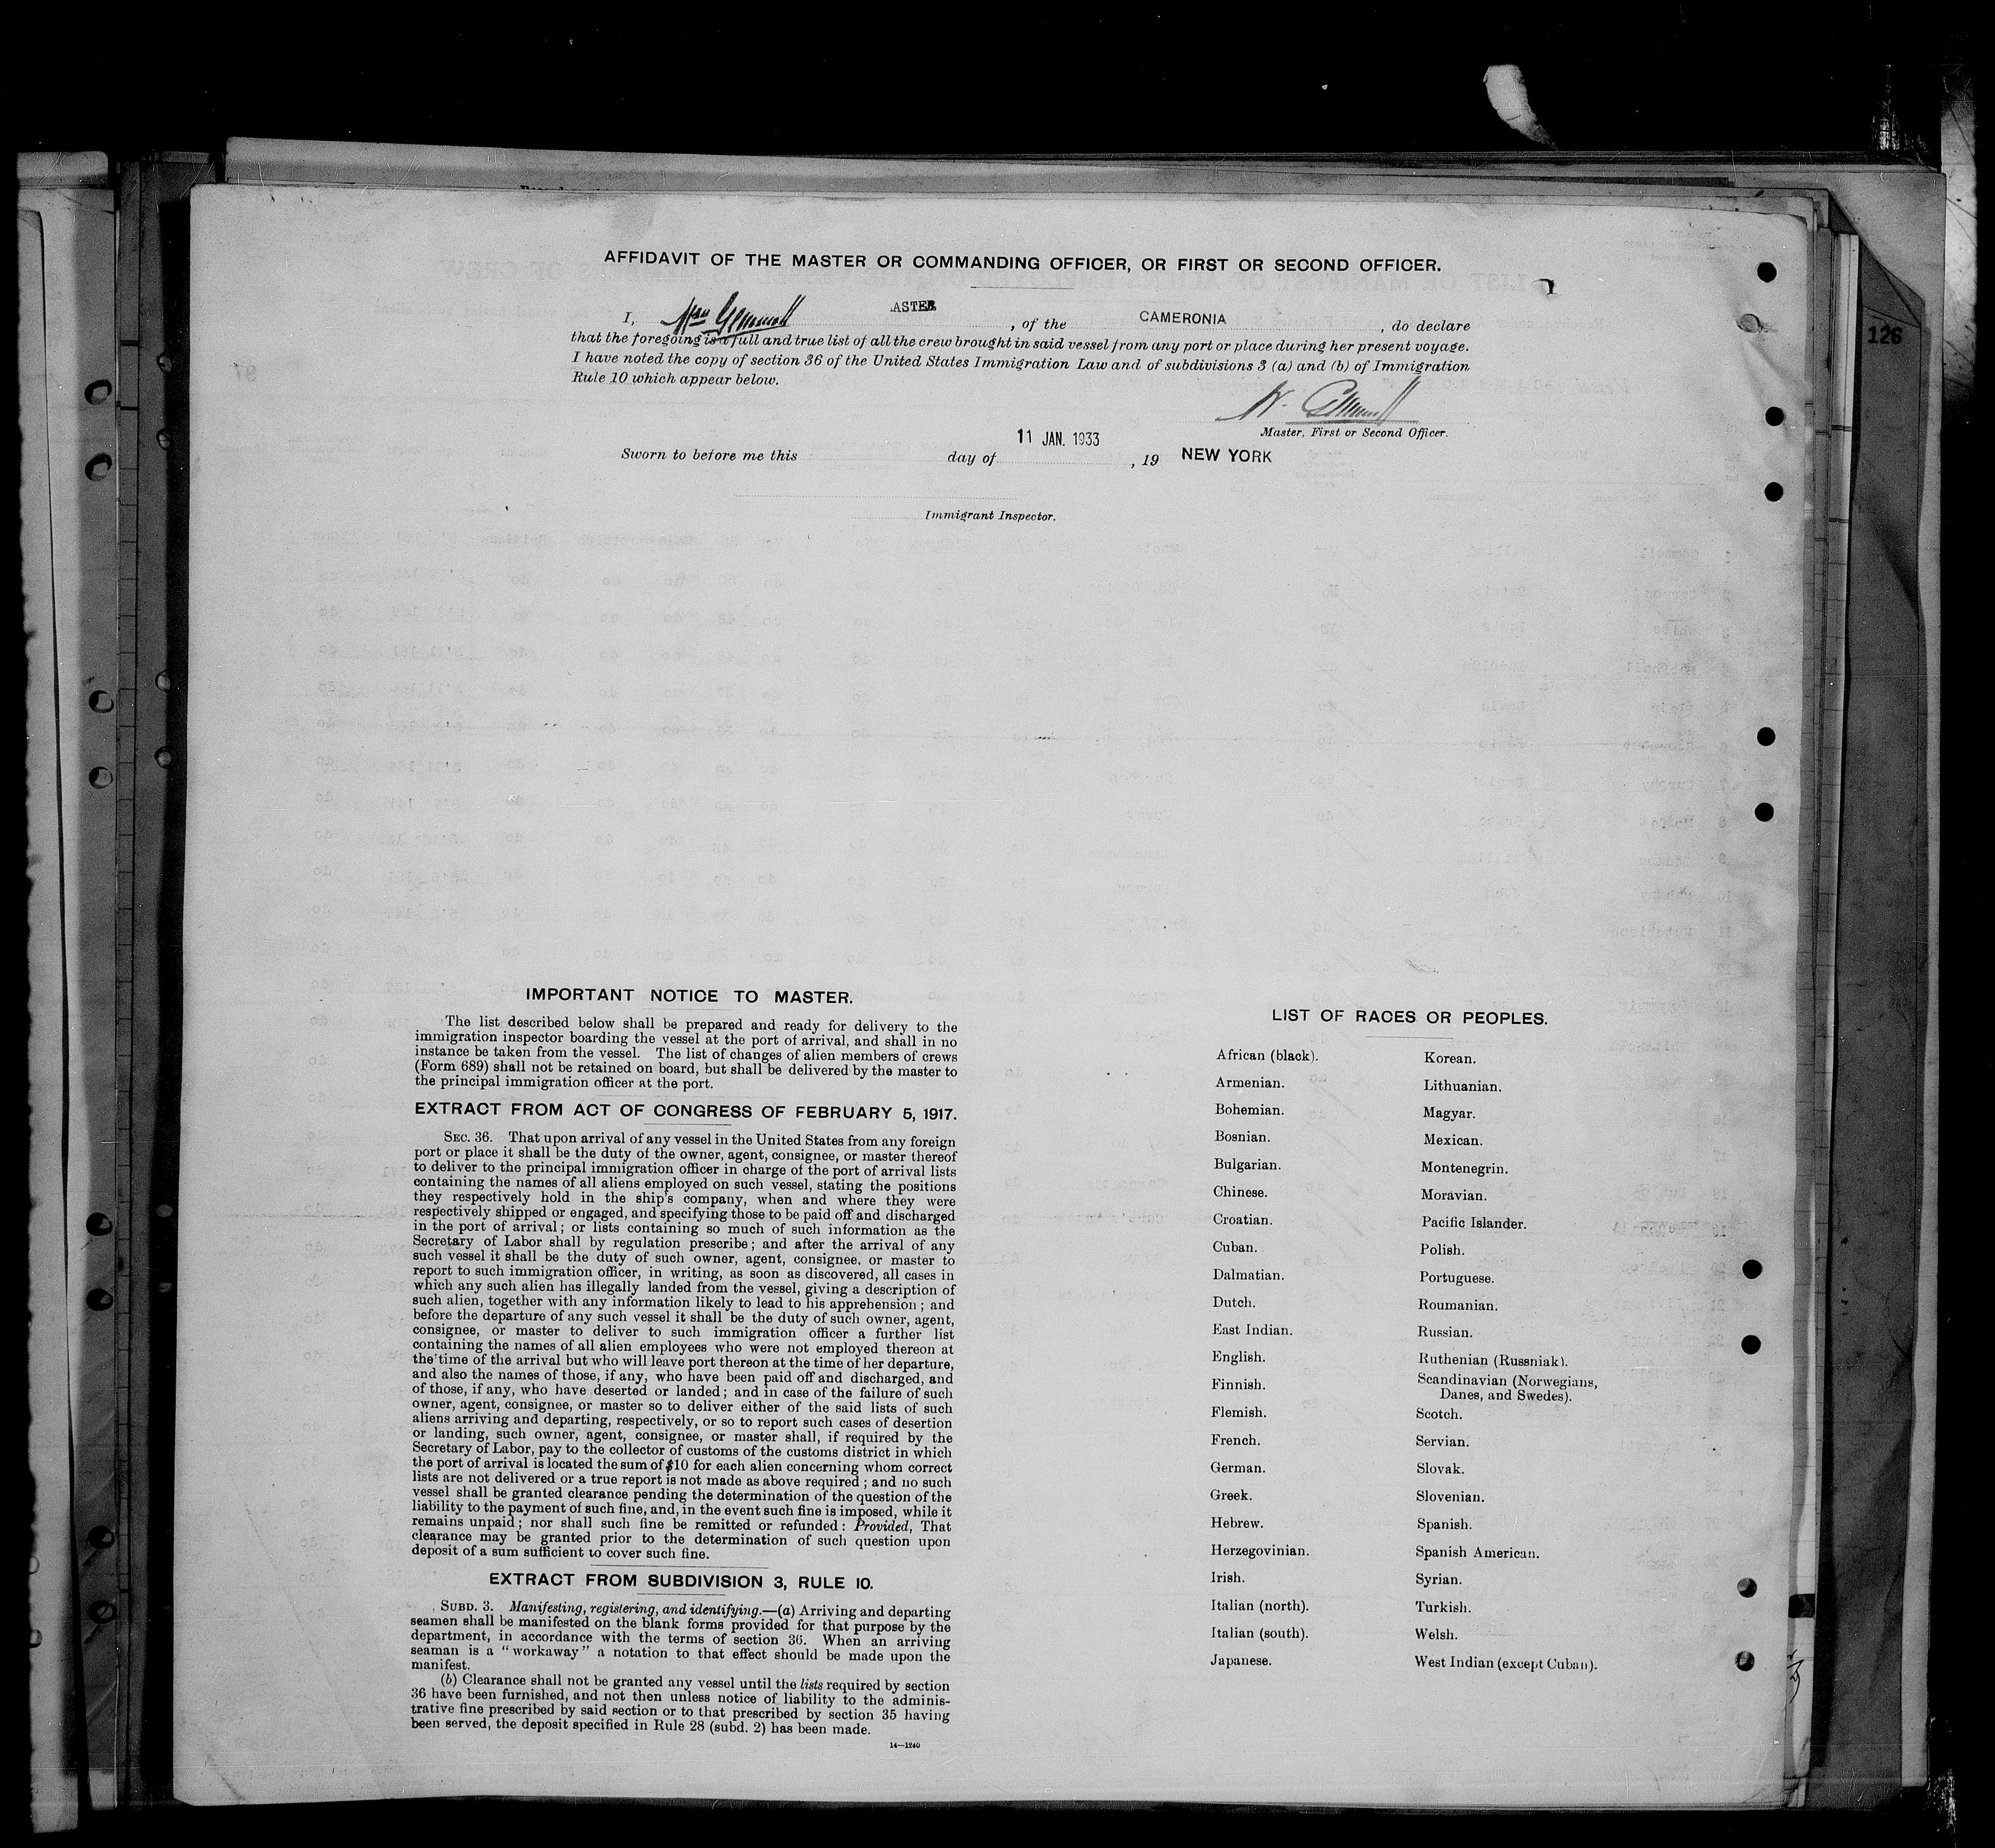 AFFIDAVIT OF THE MASTER OR COMMANDING OFFICER, OR FIRST OR SECOND OFFICER.
I, Wm Gemmell ASTER, of the CAMERONIA, do declare
that the foregoing is a full and true list of all the crew brought in said vessel from any port or place during her present voyage.
I have noted the copy of section 36 of the United States Immigration Law and of subdivisions 3 (a) and (b) of Immigration
Rule 10 which appear below.
W. Gemmell
Master, First or Second Officer.
11 JAN. 1933
Sworn to before me this day of , 19 NEW YORK
Immigrant Inspector.
126
IMPORTANT NOTICE TO MASTER.
The list described below shall be prepared and ready for delivery to the
immigration inspector boarding the vessel at the port of arrival, and shall in no
instance be taken from the vessel. The list of changes of alien members of crews
(Form 689) shall not be retained on board, but shall be delivered by the master to
the principal immigration officer at the port.
EXTRACT FROM ACT OF CONGRESS OF FEBRUARY 5, 1917.
SEC. 36. That upon arrival of any vessel in the United States from any foreign
port or place it shall be the duty of the owner, agent, consignee, or master thereof
to deliver to the principal immigration officer in charge of the port of arrival lists
containing the names of all aliens employed on such vessel, stating the positions
they respectively hold in the ship's company, when and where they were
respectively shipped or engaged, and specifying those to be paid off and discharged
in the port of arrival; or lists containing so much of such information as the
Secretary of Labor shall by regulation prescribe; and after the arrival of any
such vessel it shall be the duty of such owner, agent, consignee, or master to
report to such immigration officer, in writing, as soon as discovered, all cases in
which any such alien has illegally landed from the vessel, giving a description of
such alien, together with any information likely to lead to his apprehension; and
before the departure of any such vessel it shall be the duty of such owner, agent,
consignee, or master to deliver to such immigration officer a further list
containing the names of all alien employees who were not employed thereon at
the time of the arrival but who will leave port thereon at the time of her departure,
and also the names of those, if any, who have been paid off and discharged, and
of those, if any, who have deserted or landed; and in case of the failure of such
owner, agent, consignee, or master so to deliver either of the said lists of such
aliens arriving and departing, respectively, or so to report such cases of desertion
or landing, such owner, agent, consignee, or master shall, if required by the
Secretary of Labor, pay to the collector of customs of the customs district in which
the port of arrival is located the sum of $10 for each alien concerning whom correct
lists are not delivered or a true report is not made as above required; and no such
vessel shall be granted clearance pending the determination of the question of the
liability to the payment of such fine, and, in the event such fine is imposed, while it
remains unpaid; nor shall such fine be remitted or refunded: Provided, That
clearance may be granted prior to the determination of such question upon
deposit of a sum sufficient to cover such fine.
EXTRACT FROM SUBDIVISION 3, RULE 10.
SUBD. 3. Manifesting, registering, and identifying.—(a) Arriving and departing
seamen shall be manifested on the blank forms provided for that purpose by the
department, in accordance with the terms of section 36. When an arriving
seaman is a "workaway" a notation to that effect should be made upon the
manifest.
(b) Clearance shall not be granted any vessel until the lists required by section
36 have been furnished, and not then unless notice of liability to the adminis-
trative fine prescribed by said section or to that prescribed by section 35 having
been served, the deposit specified in Rule 28 (subd. 2) has been made.
14—1240
LIST OF RACES OR PEOPLES.
African (black).
Armenian.
Bohemian.
Bosnian.
Bulgarian.
Chinese.
Croatian.
Cuban.
Dalmatian.
Dutch.
East Indian.
English.
Finnish.
Flemish.
French.
German.
Greek.
Hebrew.
Herzegovinian.
Irish.
Italian (north).
Italian (south).
Japanese.
Korean.
Lithuanian.
Magyar.
Mexican.
Montenegrin.
Moravian.
Pacific Islander.
Polish.
Portuguese.
Roumanian.
Russian.
Ruthenian (Russniak).
Scandinavian (Norwegians,
Danes, and Swedes).
Scotch.
Servian.
Slovak.
Slovenian.
Spanish.
Spanish American.
Syrian.
Turkish.
Welsh.
West Indian (except Cuban).